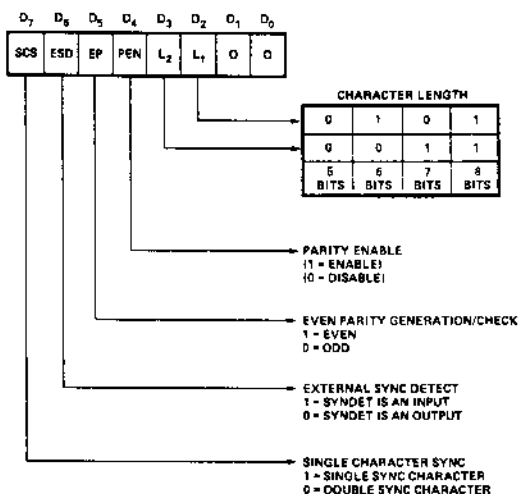 D7 D6 D5 D4 D3 D2 D1 D0
SCS ESD EP PEN L2 L1 0 0
CHARACTER LENGTH
0 1 0 1
0 0 1 1
5 BITS 6 BITS 7 BITS 8 BITS
PARITY ENABLE
(1 = ENABLE)
(0 = DISABLE)
EVEN PARITY GENERATION/CHECK
1 = EVEN
0 = ODD
EXTERNAL SYNC DETECT
1 = SYNDET IS AN INPUT
0 = SYNDET IS AN OUTPUT
SINGLE CHARACTER SYNC
1 = SINGLE SYNC CHARACTER
0 = DOUBLE SYNC CHARACTER